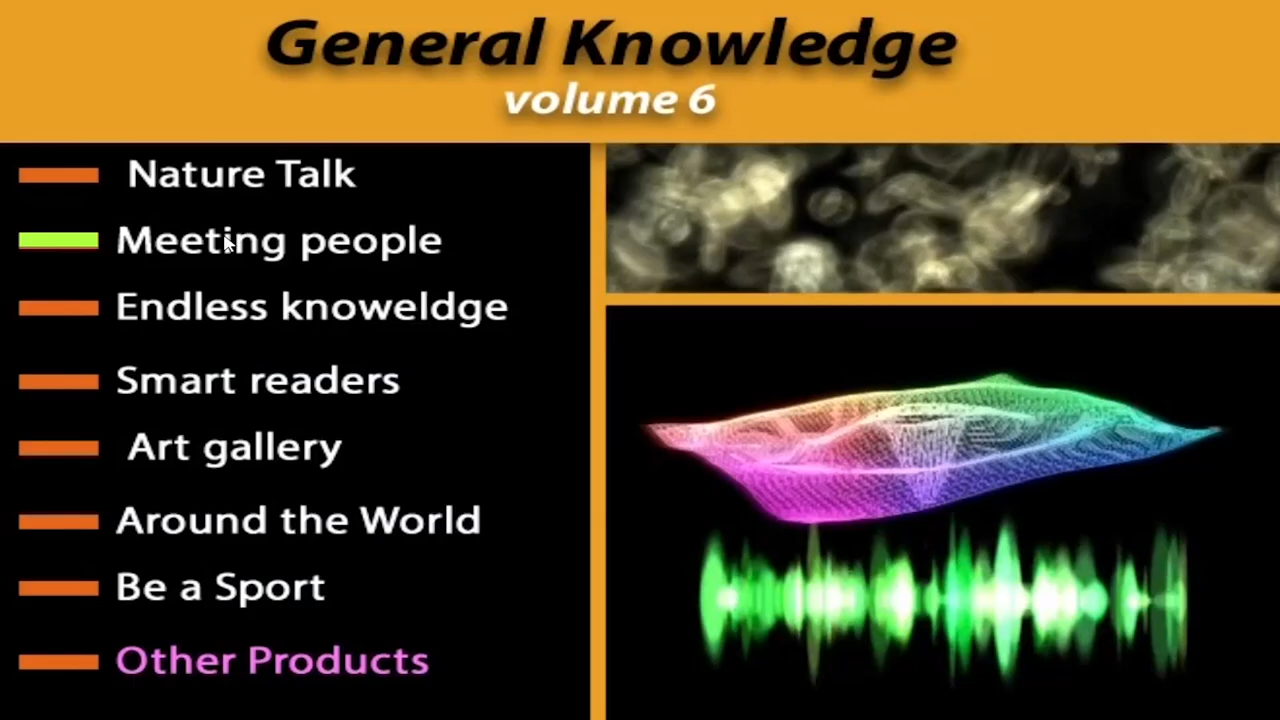 General Knowledge
volume 6
Nature Talk
Meeting people
Endless knoweldge
Smart readers
Art gallery
Around the World
Be a Sport
Other Products